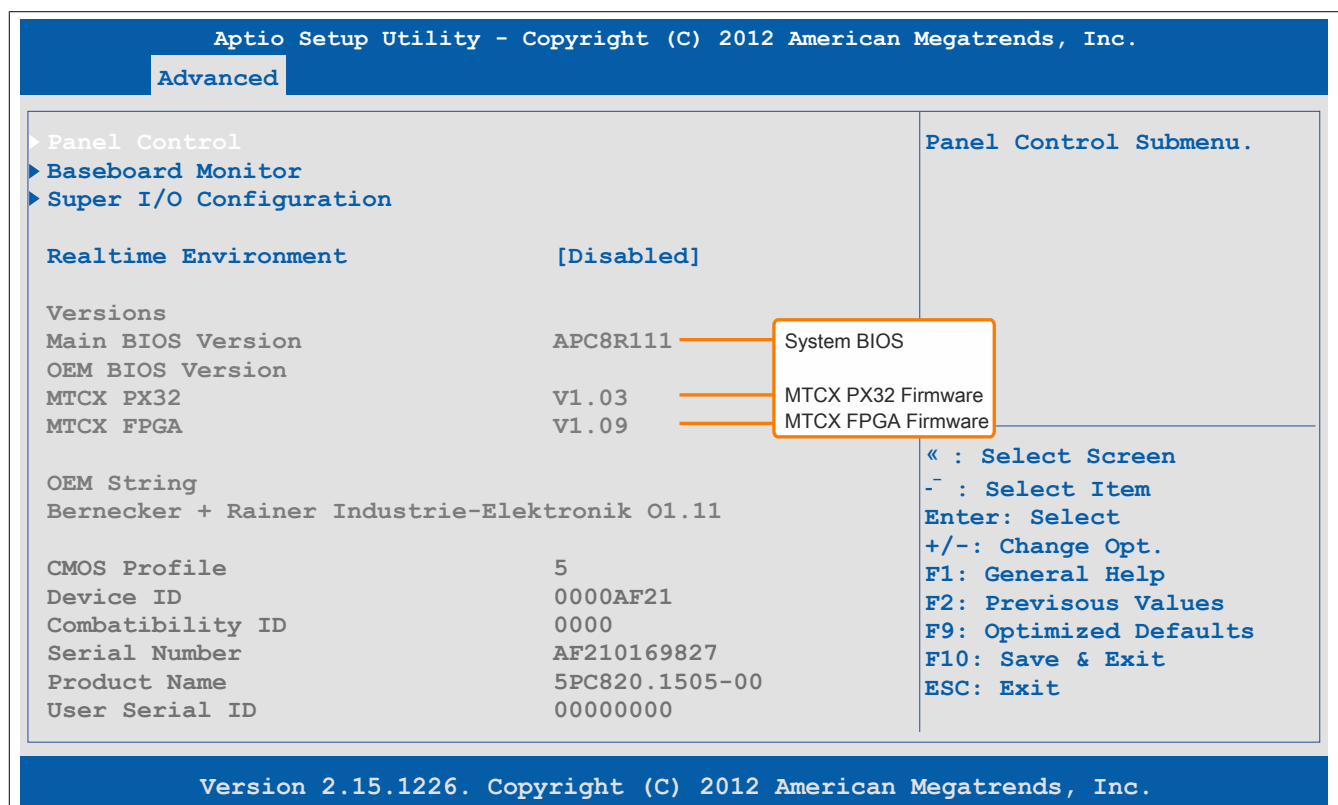 Aptio Setup Utility - Copyright (C) 2012 American Megatrends, Inc.
Advanced
Panel Control
Baseboard Monitor
Super I/O Configuration
Realtime Environment [Disabled]
Versions
Main BIOS Version APC8R111
OEM BIOS Version
MTCX PX32 V1.03
MTCX FPGA V1.09
System BIOS
MTCX PX32 Firmware
MTCX FPGA Firmware
OEM String
Bernecker + Rainer Industrie-Elektronik O1.11
CMOS Profile 5
Device ID 0000AF21
Combatibility ID 0000
Serial Number AF210169827
Product Name 5PC820.1505-00
User Serial ID 00000000
Panel Control Submenu.
« : Select Screen
-¯ : Select Item
Enter: Select
+/-: Change Opt.
F1: General Help
F2: Previsous Values
F9: Optimized Defaults
F10: Save & Exit
ESC: Exit
Version 2.15.1226. Copyright (C) 2012 American Megatrends, Inc.